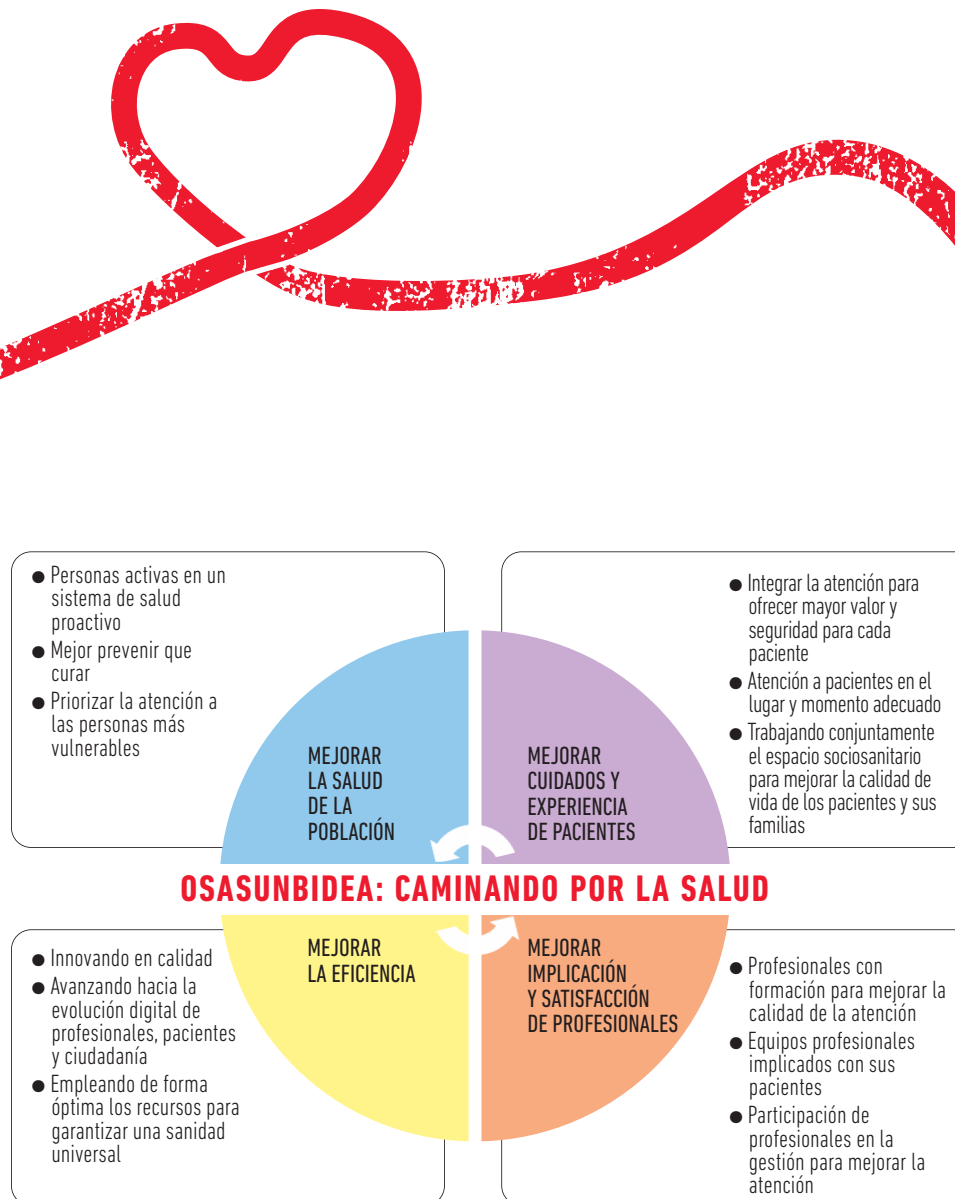 ● Personas activas en un
sistema de salud
proactivo
● Mejor prevenir que
curar
● Priorizar la atención a
las personas más
vulnerables
MEJORAR
LA SALUD
DE LA
POBLACIÓN
MEJORAR
CUIDADOS Y
EXPERIENCIA
DE PACIENTES
● Integrar la atención para
ofrecer mayor valor y
seguridad para cada
paciente
● Atención a pacientes en el
lugar y momento adecuado
● Trabajando conjuntamente
el espacio sociosanitario
para mejorar la calidad de
vida de los pacientes y sus
familias
OSASUNBIDEA: CAMINANDO POR LA SALUD
● Innovando en calidad
● Avanzando hacia la
evolución digital de
profesionales, pacientes
y ciudadanía
● Empleando de forma
óptima los recursos para
garantizar una sanidad
universal
MEJORAR
LA EFICIENCIA
MEJORAR
IMPLICACIÓN
Y SATISFACCIÓN
DE PROFESIONALES
● Profesionales con
formación para mejorar la
calidad de la atención
● Equipos profesionales
implicados con sus
pacientes
● Participación de
profesionales en la
gestión para mejorar la
atención